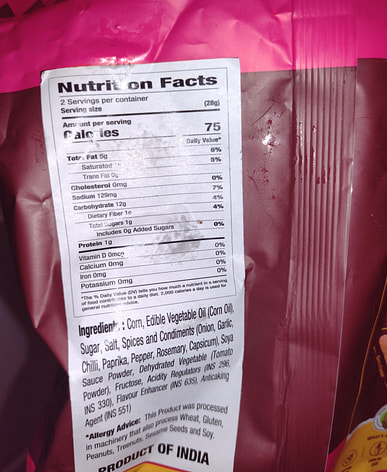 Nutrition Facts
2 Servings per container
Serving size (28g)
Amount per serving
Calories 75
Daily Value*
Total Fat 5g 6%
Saturated 5%
Trans Fat 0g
Cholesterol 0mg 0%
Sodium 129mg 7%
Carbohydrate 12g 4%
Dietary Fiber 1g 4%
Total Sugars 1g
Includes 0g Added Sugars 0%
Protein 1g
Vitamin D 0mcg 0%
Calcium 0mg 0%
Iron 0mg 0%
Potassium 0mg 0%
*The % Daily Value (DV) tells you how much a nutrient in a serving
of food contributes to a daily diet. 2,000 calories a day is used for
general nutrition advice.
Ingredients: Corn, Edible Vegetable Oil (Corn Oil),
Sugar, Salt, Spices and Condiments (Onion, Garlic,
Chilli, Paprika, Pepper, Rosemary, Capsicum), Soya
Sauce Powder, Dehydrated Vegetable (Tomato
Powder), Fructose, Acidity Regulators (INS 296,
INS 330), Flavour Enhancer (INS 635), Anticaking
Agent (INS 551)
*Allergy Advice: This Product was processed
in machinery that also process Wheat, Gluten,
Peanuts, Treenuts, Sesame Seeds and Soy.
PRODUCT OF INDIA